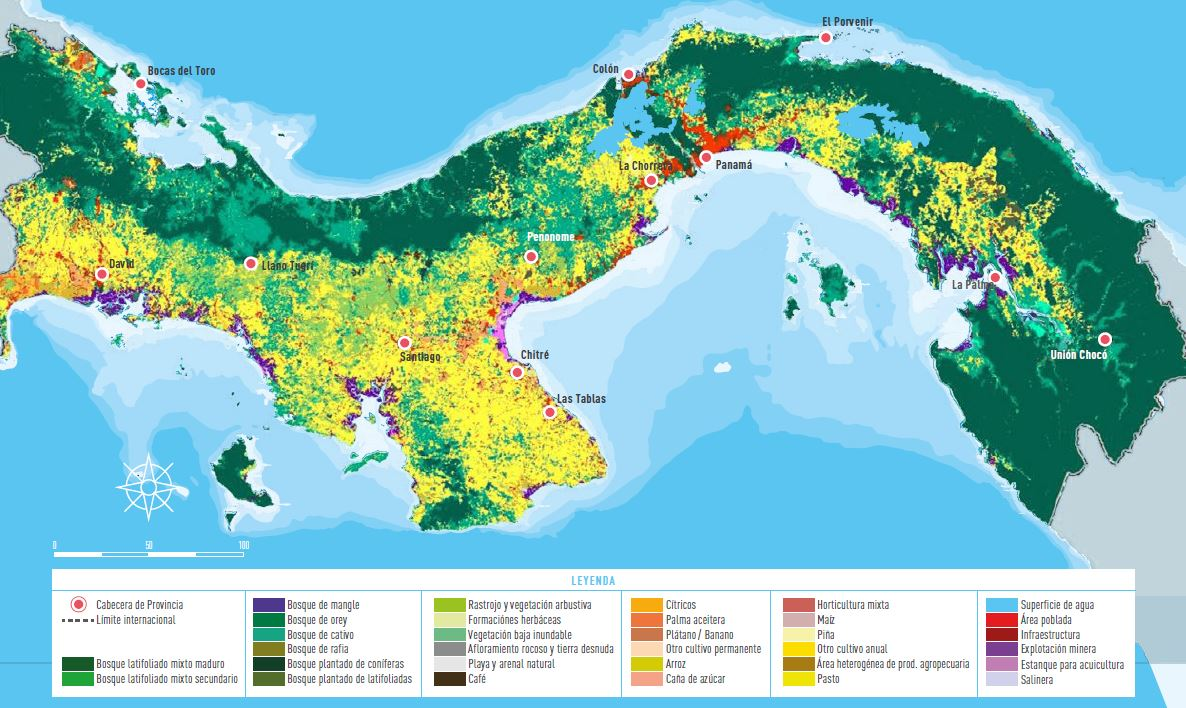 El Porvenir
Bocas del Toro
Colón
La Chorrera
Panamá
Penonome
David
Llano Tugrí
La Palma
Santiago
Chitré
Unión Chocó
Las Tablas
0 50 100
LEYENDA
Cabecera de Provincia
Límite internacional
Bosque latifoliado mixto maduro
Bosque latifoliado mixto secundario
Bosque de mangle
Bosque de orey
Bosque de cativo
Bosque de rafia
Bosque plantado de coníferas
Bosque plantado de latifoliadas
Rastrojo y vegetación arbustiva
Formaciónes herbáceas
Vegetación baja inundable
Afloramiento rocoso y tierra desnuda
Playa y arenal natural
Café
Cítricos
Palma aceitera
Plátano / Banano
Otro cultivo permanente
Arroz
Caña de azúcar
Horticultura mixta
Maíz
Piña
Otro cultivo anual
Área heterogénea de prod. agropecuaria
Pasto
Superficie de agua
Área poblada
Infraestructura
Explotación minera
Estanque para acuicultura
Salinera